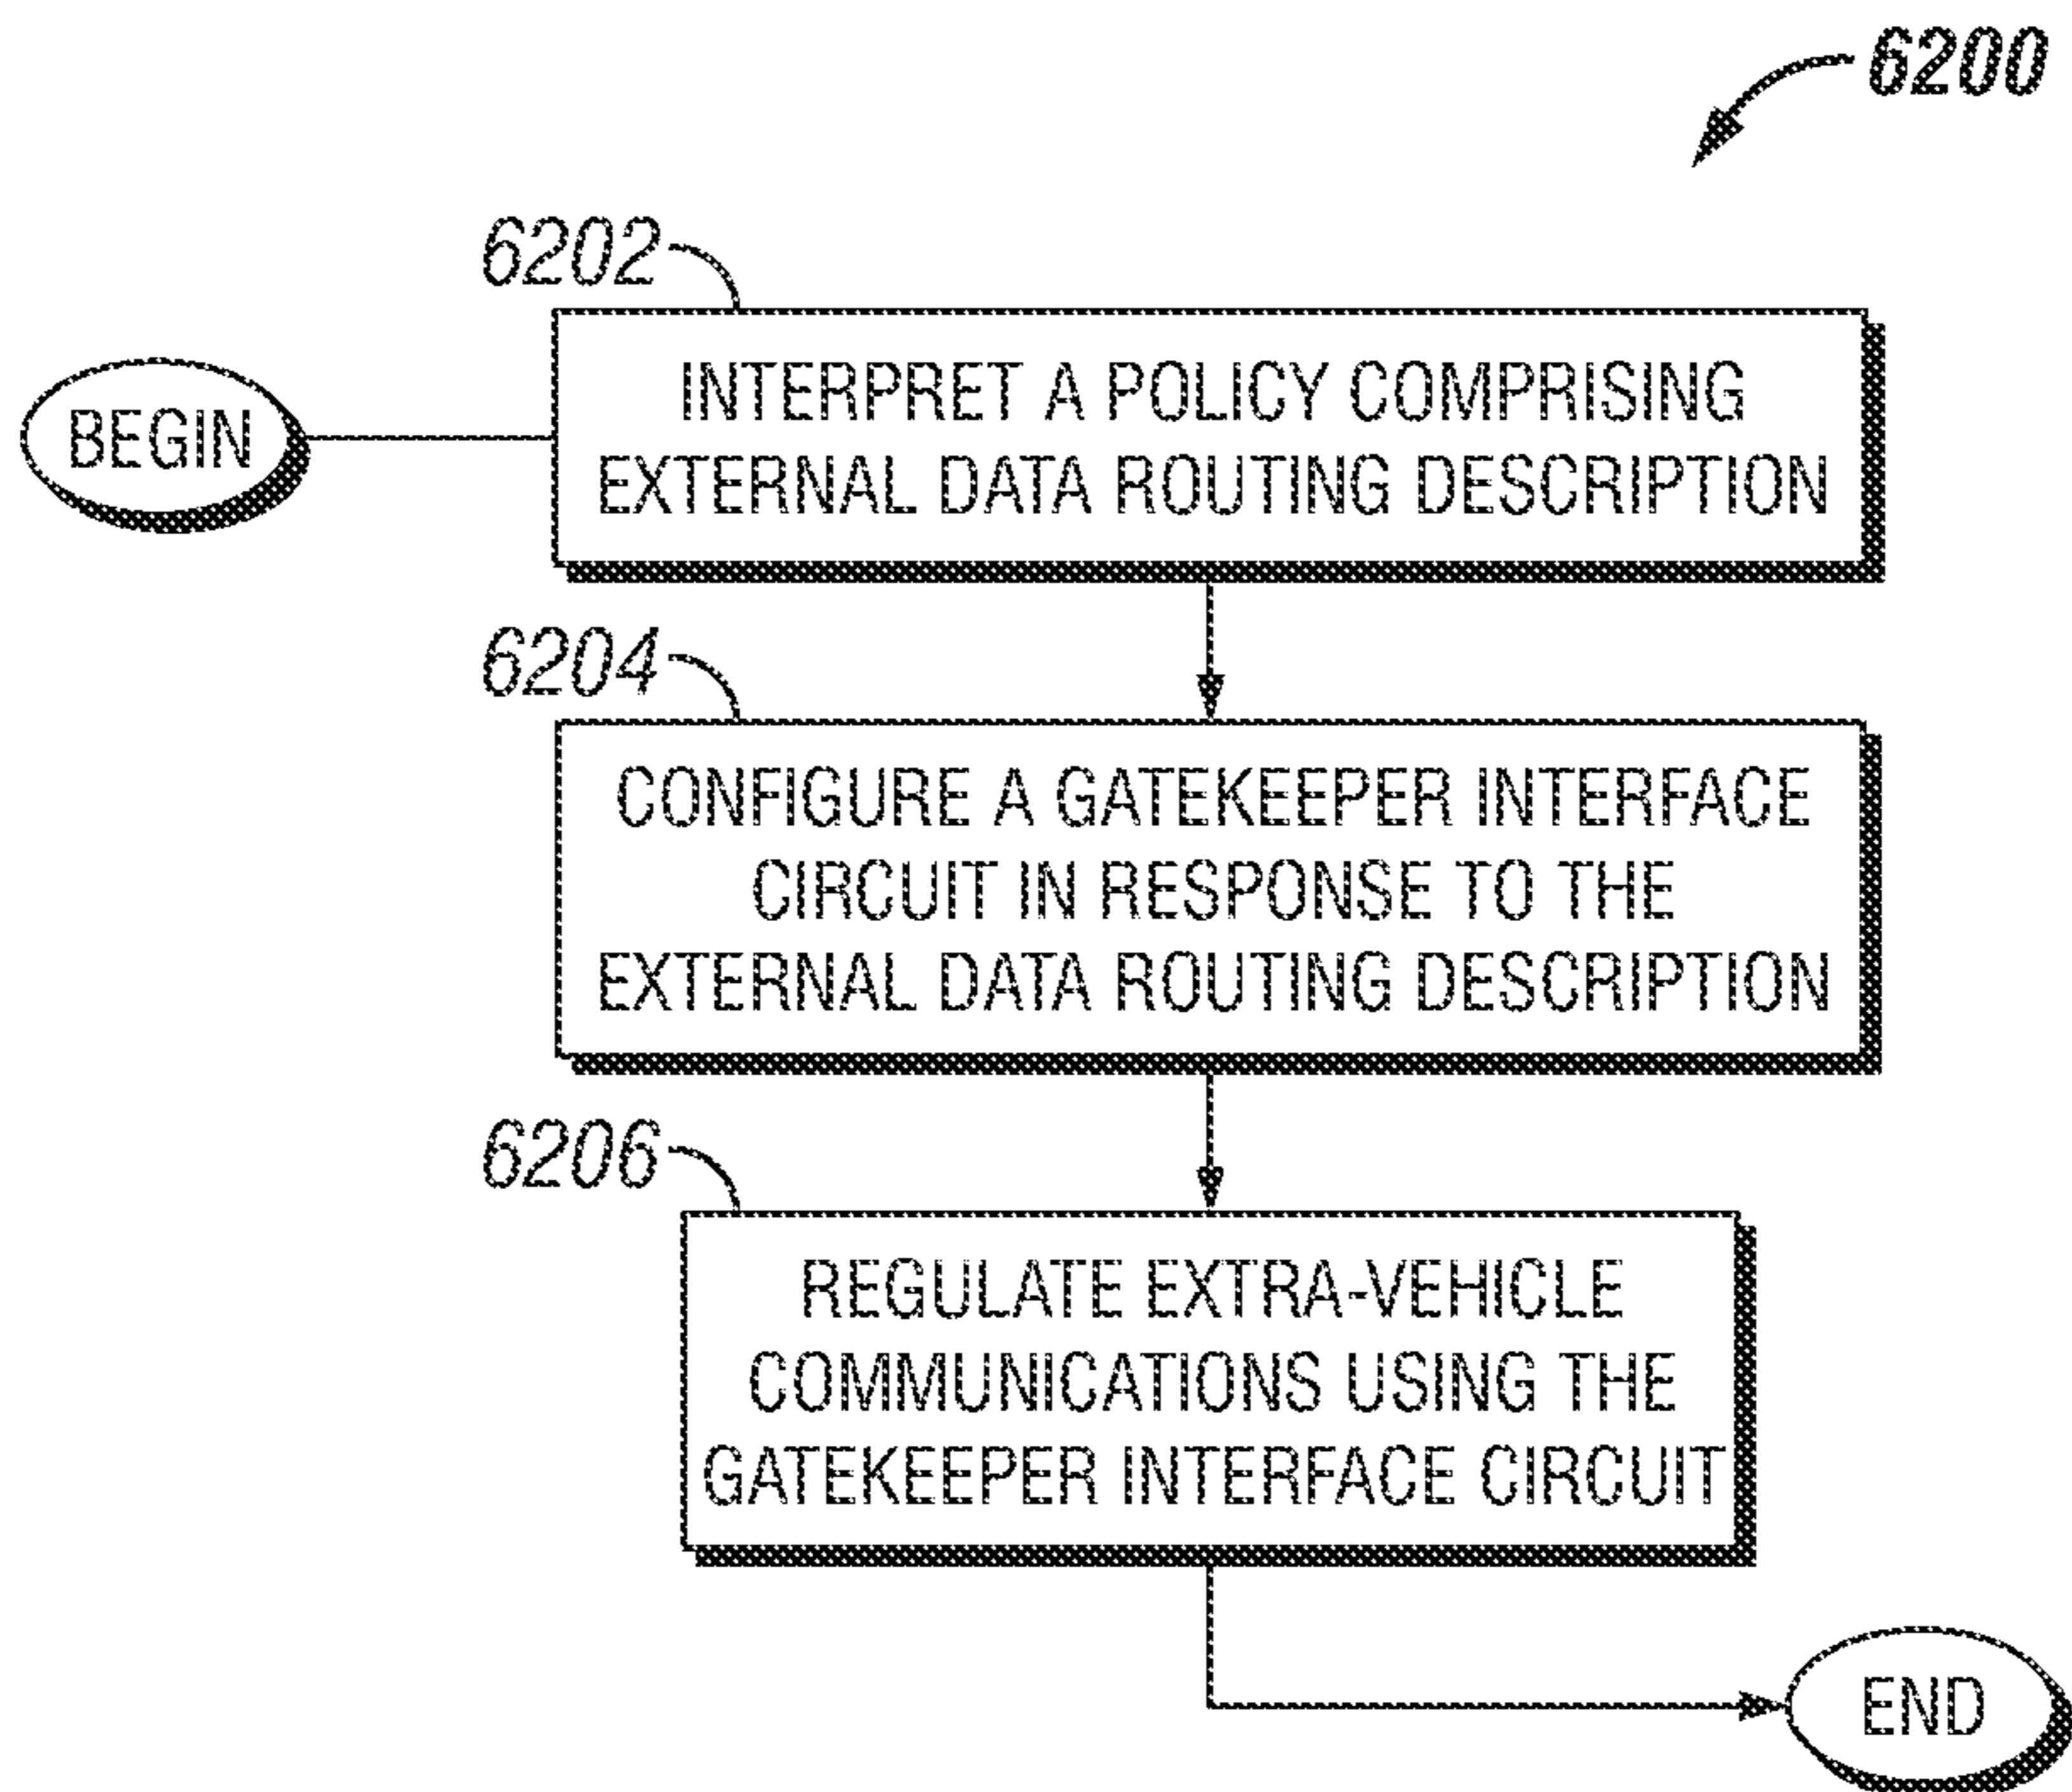 6200
6202
BEGIN
INTERPRET A POLICY COMPRISING
EXTERNAL DATA ROUTING DESCRIPTION
6204
CONFIGURE A GATEKEEPER INTERFACE
CIRCUIT IN RESPONSE TO THE
EXTERNAL DATA ROUTING DESCRIPTION
6206
REGULATE EXTRA-VEHICLE
COMMUNICATIONS USING THE
GATEKEEPER INTERFACE CIRCUIT
END